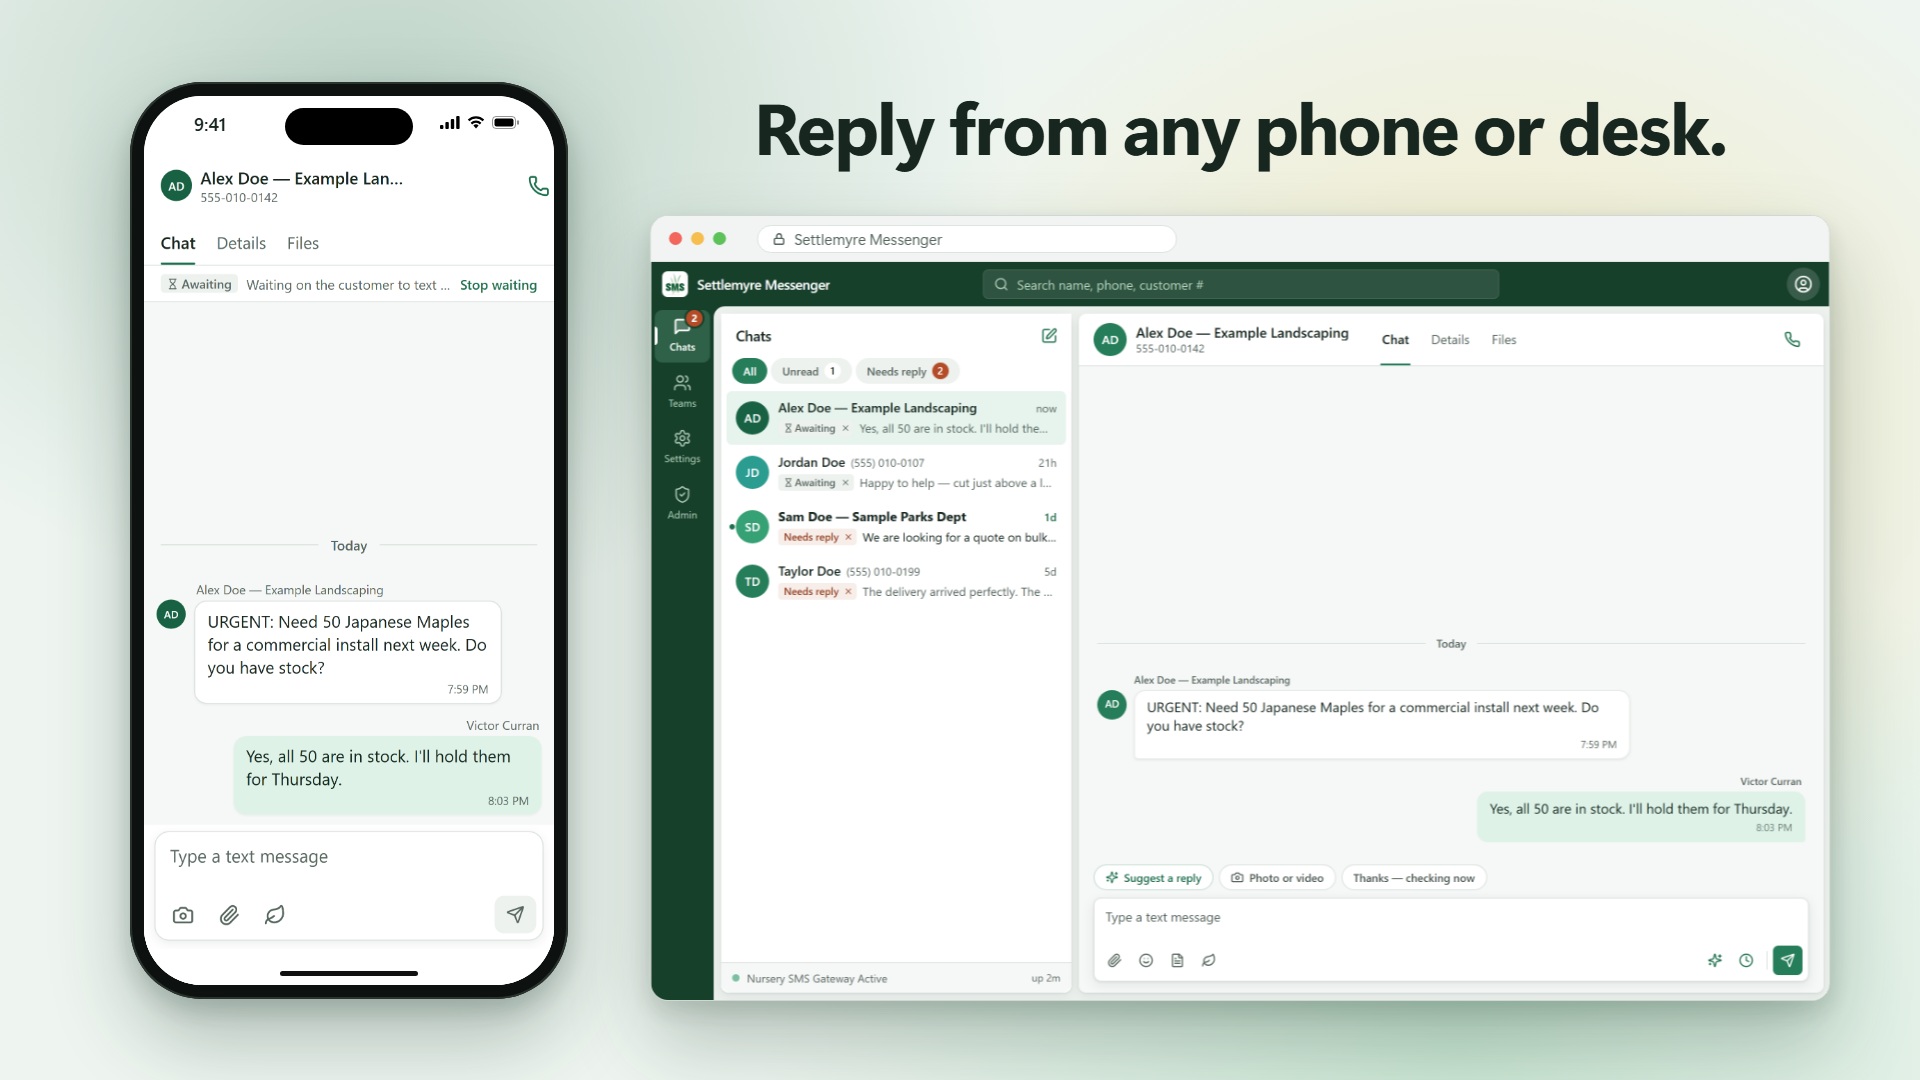 Reply from any phone or desk.
9:41
AD
Alex Doe — Example Lan...
555-010-0142
Chat Details Files
Awaiting Waiting on the customer to text ... Stop waiting
Today
Alex Doe — Example Landscaping
AD
URGENT: Need 50 Japanese Maples
for a commercial install next week. Do
you have stock?
7:59 PM
Victor Curran
Yes, all 50 are in stock. I'll hold them
for Thursday.
8:03 PM
Type a text message
Settlemyre Messenger
SMS Settlemyre Messenger
Search name, phone, customer #
2
Chats
Teams
Settings
Admin
Chats
All Unread 1 Needs reply 2
AD
Alex Doe — Example Landscaping now
Awaiting × Yes, all 50 are in stock. I'll hold the...
JD
Jordan Doe (555) 010-0107 21h
Awaiting × Happy to help — cut just above a l...
SD
Sam Doe — Sample Parks Dept 1d
Needs reply × We are looking for a quote on bulk...
TD
Taylor Doe (555) 010-0199 5d
Needs reply × The delivery arrived perfectly. The ...
Nursery SMS Gateway Active up 2m
AD
Alex Doe — Example Landscaping
555-010-0142
Chat Details Files
Today
Alex Doe — Example Landscaping
AD
URGENT: Need 50 Japanese Maples for a commercial install next week. Do
you have stock?
7:59 PM
Victor Curran
Yes, all 50 are in stock. I'll hold them for Thursday.
8:03 PM
Suggest a reply Photo or video Thanks — checking now
Type a text message